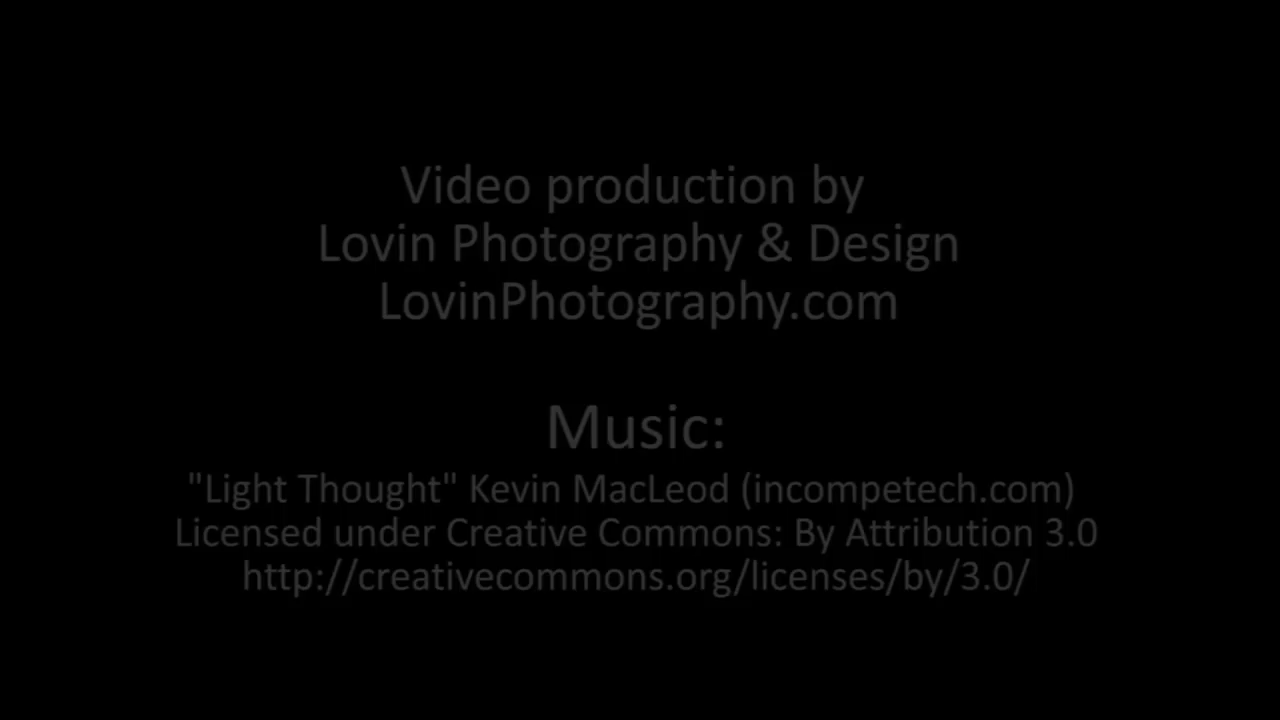 Video production by
Lovin Photography & Design
LovinPhotography.com
Music:
"Light Thought" Kevin MacLeod (incompetech.com)
Licensed under Creative Commons: By Attribution 3.0
http://creativecommons.org/licenses/by/3.0/